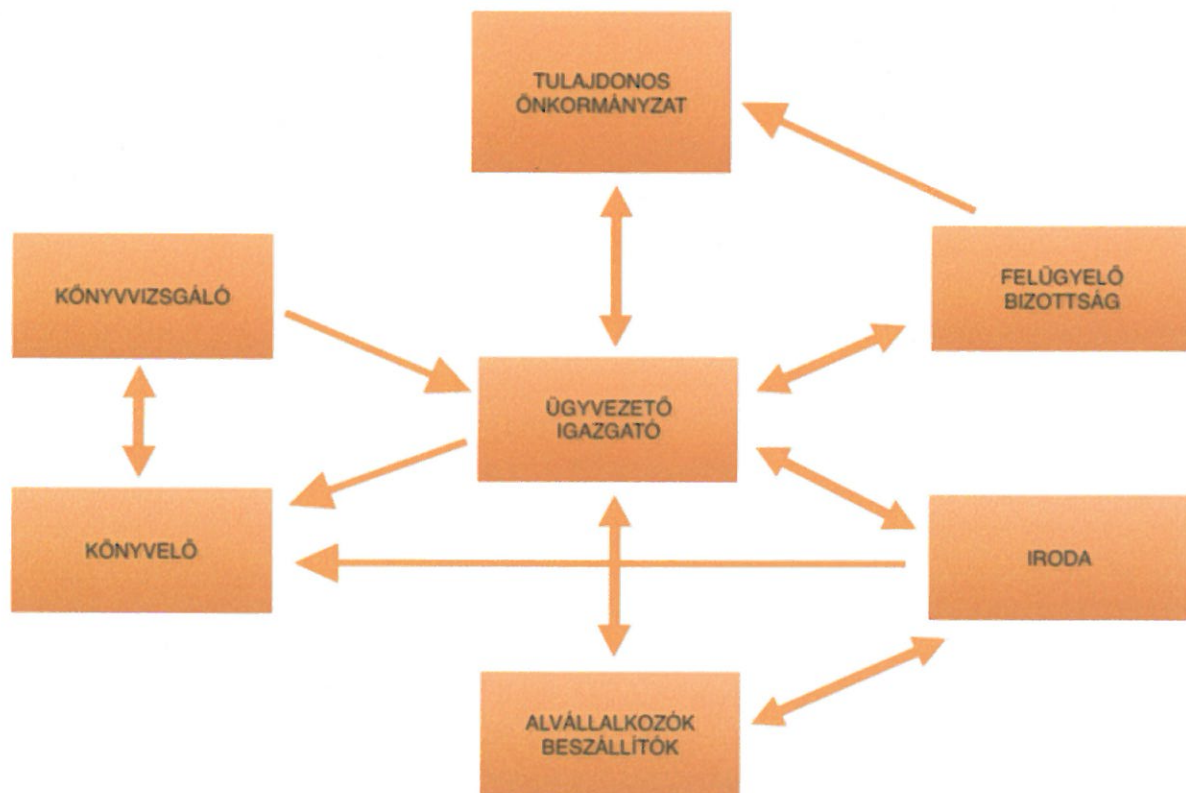 TULAJDONOS
ÖNKORMÁNYZAT
KÖNYVVIZSGÁLÓ
FELÜGYELŐ
BIZOTTSÁG
ÜGYVEZETŐ
IGAZGATÓ
KÖNYVELŐ
IRODA
ALVÁLLALKOZÓK
BESZÁLLÍTÓK